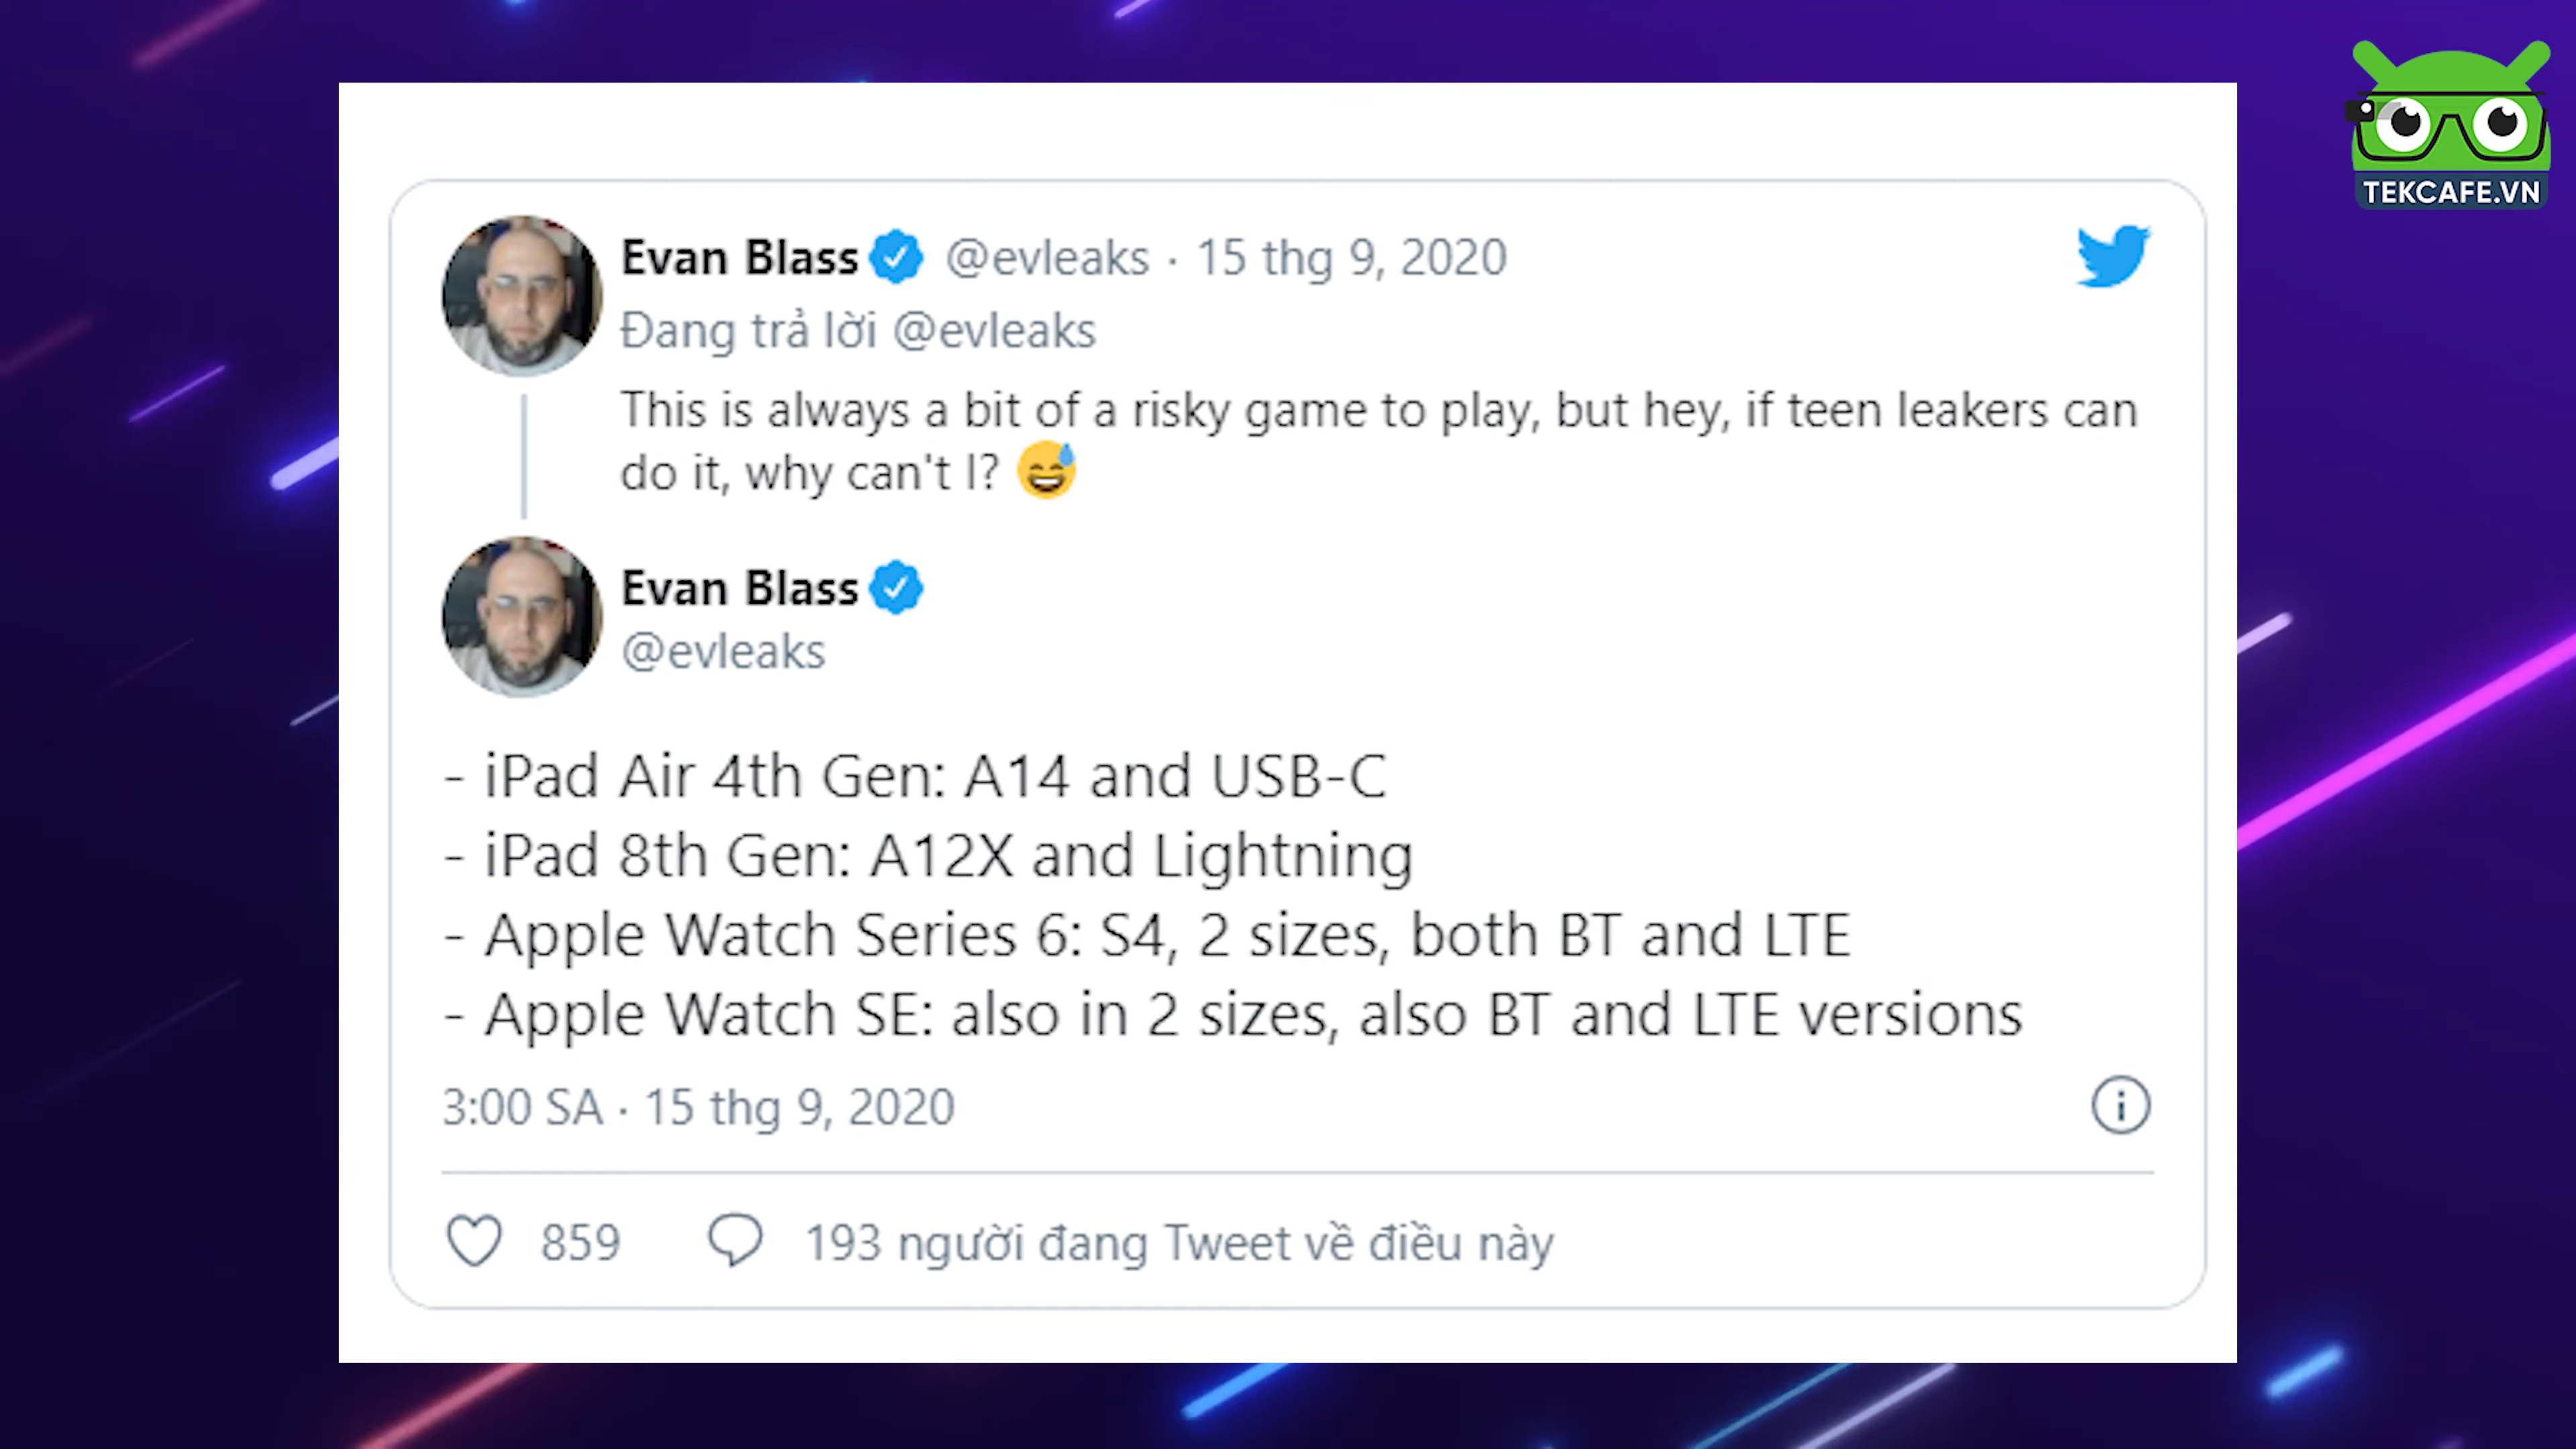 TEKCAFE.VN
Evan Blass @evleaks · 15 thg 9, 2020
Đang trả lời @evleaks
This is always a bit of a risky game to play, but hey, if teen leakers can
do it, why can't I? 😅
Evan Blass
@evleaks
- iPad Air 4th Gen: A14 and USB-C
- iPad 8th Gen: A12X and Lightning
- Apple Watch Series 6: S4, 2 sizes, both BT and LTE
- Apple Watch SE: also in 2 sizes, also BT and LTE versions
3:00 SA · 15 thg 9, 2020
859 193 người đang Tweet về điều này